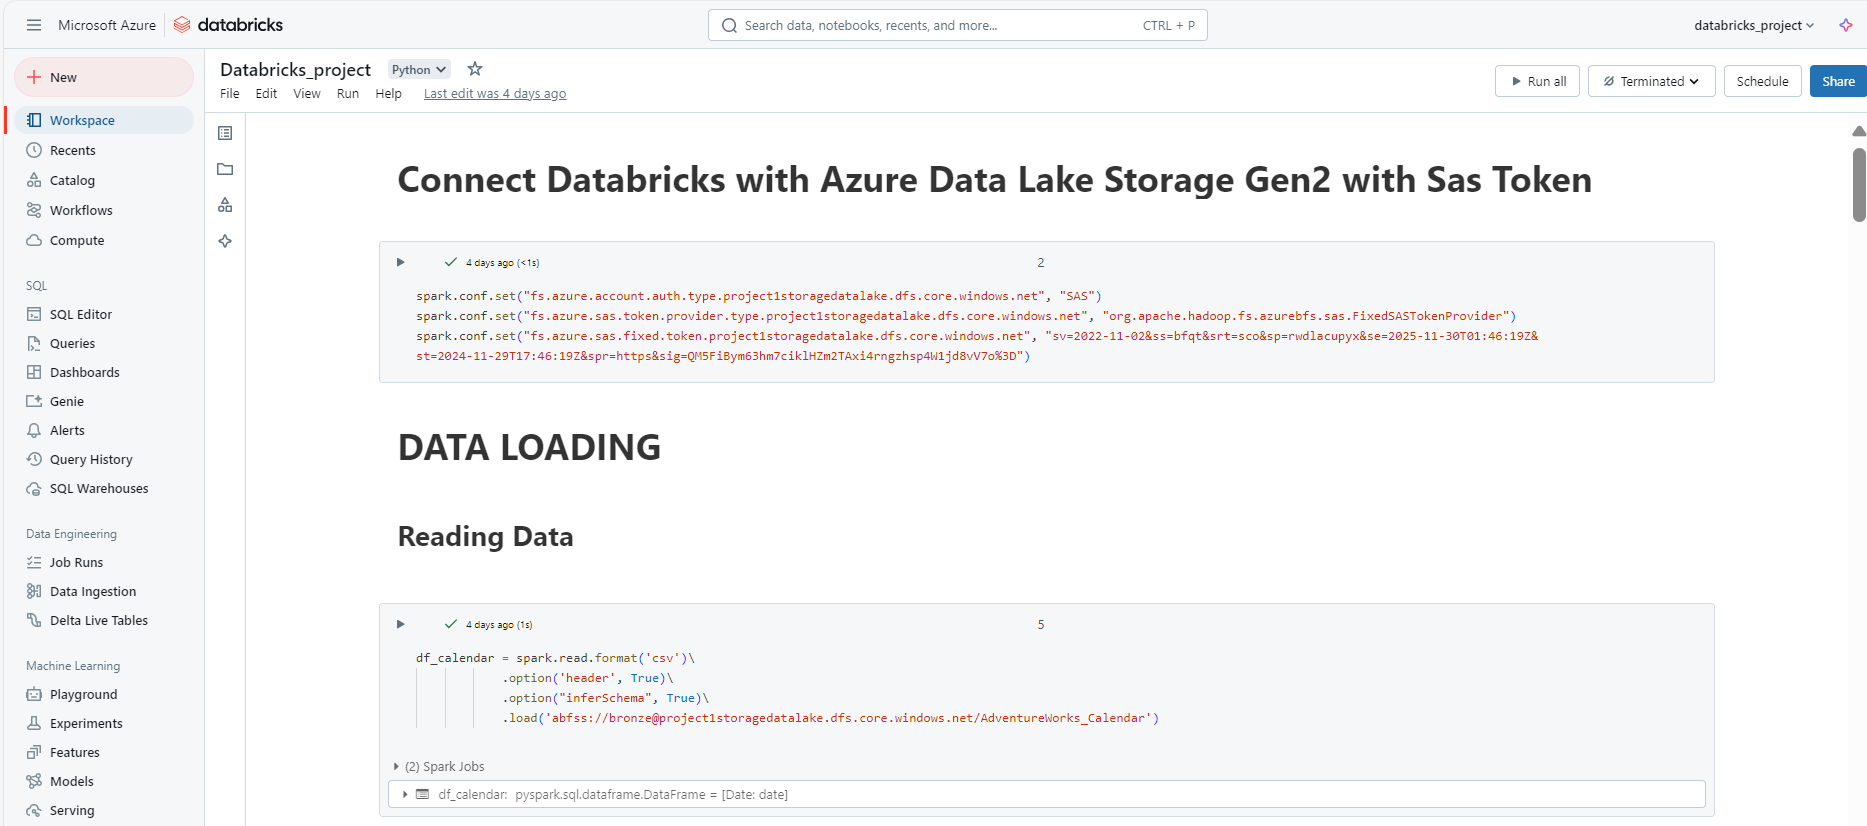 Microsoft Azure databricks Search data, notebooks, recents, and more... CTRL + P databricks_project
New
Workspace
Recents
Catalog
Workflows
Compute
SQL
SQL Editor
Queries
Dashboards
Genie
Alerts
Query History
SQL Warehouses
Data Engineering
Job Runs
Data Ingestion
Delta Live Tables
Machine Learning
Playground
Experiments
Features
Models
Serving
Databricks_project Python
File Edit View Run Help Last edit was 4 days ago
Run all Terminated Schedule Share
Connect Databricks with Azure Data Lake Storage Gen2 with Sas Token
4 days ago (<1s) 2
spark.conf.set("fs.azure.account.auth.type.project1storagedatalake.dfs.core.windows.net", "SAS")
spark.conf.set("fs.azure.sas.token.provider.type.project1storagedatalake.dfs.core.windows.net", "org.apache.hadoop.fs.azurebfs.sas.FixedSASTokenProvider")
spark.conf.set("fs.azure.sas.fixed.token.project1storagedatalake.dfs.core.windows.net", "sv=2022-11-02&ss=bfqt&srt=sco&sp=rwdlacupyx&se=2025-11-30T01:46:19Z&
st=2024-11-29T17:46:19Z&spr=https&sig=QM5FiBym63hm7ciklHZm2TAxi4rngzhsp4W1jd8vV7o%3D")
DATA LOADING
Reading Data
4 days ago (1s) 5
df_calendar = spark.read.format('csv')\
.option('header', True)\
.option("inferSchema", True)\
.load('abfss://bronze@project1storagedatalake.dfs.core.windows.net/AdventureWorks_Calendar')
(2) Spark Jobs
df_calendar: pyspark.sql.dataframe.DataFrame = [Date: date]